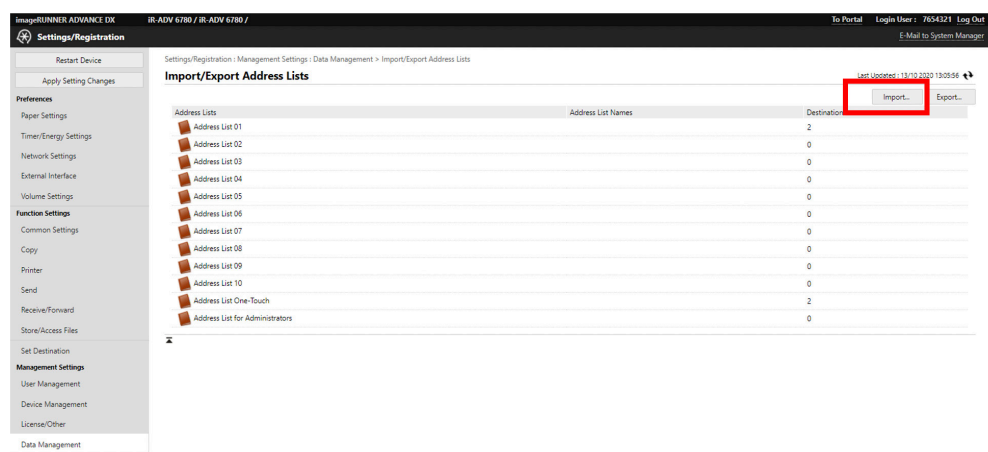 imageRUNNER ADVANCE DX iR-ADV 6780 / iR-ADV 6780 / To Portal Login User : 7654321 Log Out
Settings/Registration E-Mail to System Manager
Restart Device
Apply Setting Changes
Preferences
Paper Settings
Timer/Energy Settings
Network Settings
External Interface
Volume Settings
Function Settings
Common Settings
Copy
Printer
Send
Receive/Forward
Store/Access Files
Set Destination
Management Settings
User Management
Device Management
License/Other
Data Management
Settings/Registration : Management Settings : Data Management > Import/Export Address Lists
Import/Export Address Lists
Last Updated : 13/10 2020 13:05:56
Import... Export...
Address Lists Address List Names Destination
Address List 01 2
Address List 02 0
Address List 03 0
Address List 04 0
Address List 05 0
Address List 06 0
Address List 07 0
Address List 08 0
Address List 09 0
Address List 10 0
Address List One-Touch 2
Address List for Administrators 0